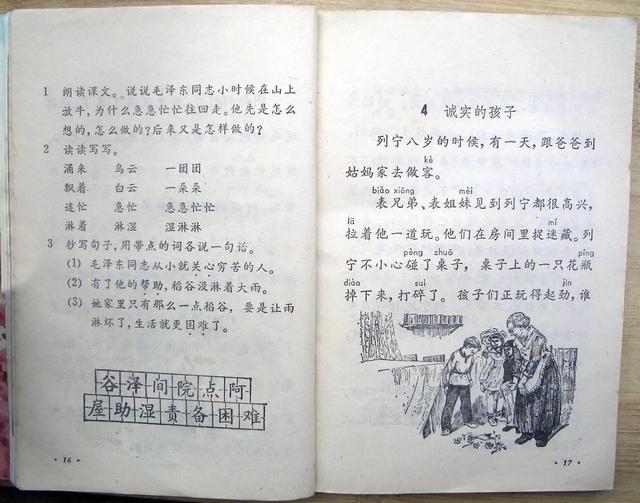 1 朗读课文。说说毛泽东同志小时候在山上
放牛,为什么急急忙忙往回走。他先是怎么
想的,怎么做的?后来又是怎样做的?
2 读读写写。
涌来 乌云 一团团
飘着 白云 一朵朵
连忙 急忙 急急忙忙
淋着 淋湿 湿淋淋
3 抄写句子,用带点的词各说一句话。
(1) 毛泽东同志从小就关心穷苦的人。
(2) 有了他的帮助,稻谷没淋着大雨。
(3) 她家里只有那么一点稻谷,要是让雨
淋坏了,生活就更困难了。
谷泽间院点阿
屋助湿责备困难
· 16 ·
4 诚实的孩子
列宁八岁的时候,有一天,跟爸爸到
kè
姑妈家去做客。
biǎo xiōng mèi
表兄弟、表姐妹见到列宁都很高兴,
lā mí
拉着他一道玩。他们在房间里捉迷藏。列
pèng zhuō píng
宁不小心碰了桌子,桌子上的一只花瓶
diào suì jìn
掉下来,打碎了。孩子们正玩得起劲,谁
· 17 ·